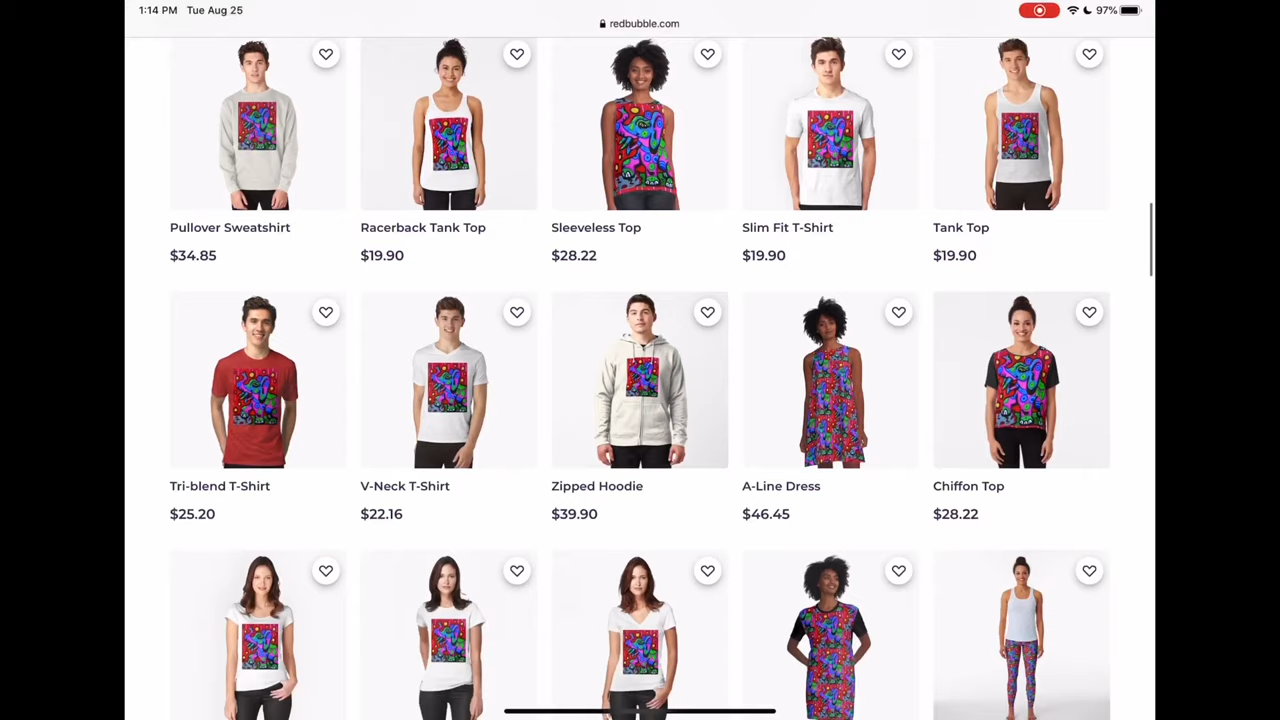 1:14 PM Tue Aug 25
97%
redbubble.com
Pullover Sweatshirt
$34.85
Racerback Tank Top
$19.90
Sleeveless Top
$28.22
Slim Fit T-Shirt
$19.90
Tank Top
$19.90
Tri-blend T-Shirt
$25.20
V-Neck T-Shirt
$22.16
Zipped Hoodie
$39.90
A-Line Dress
$46.45
Chiffon Top
$28.22